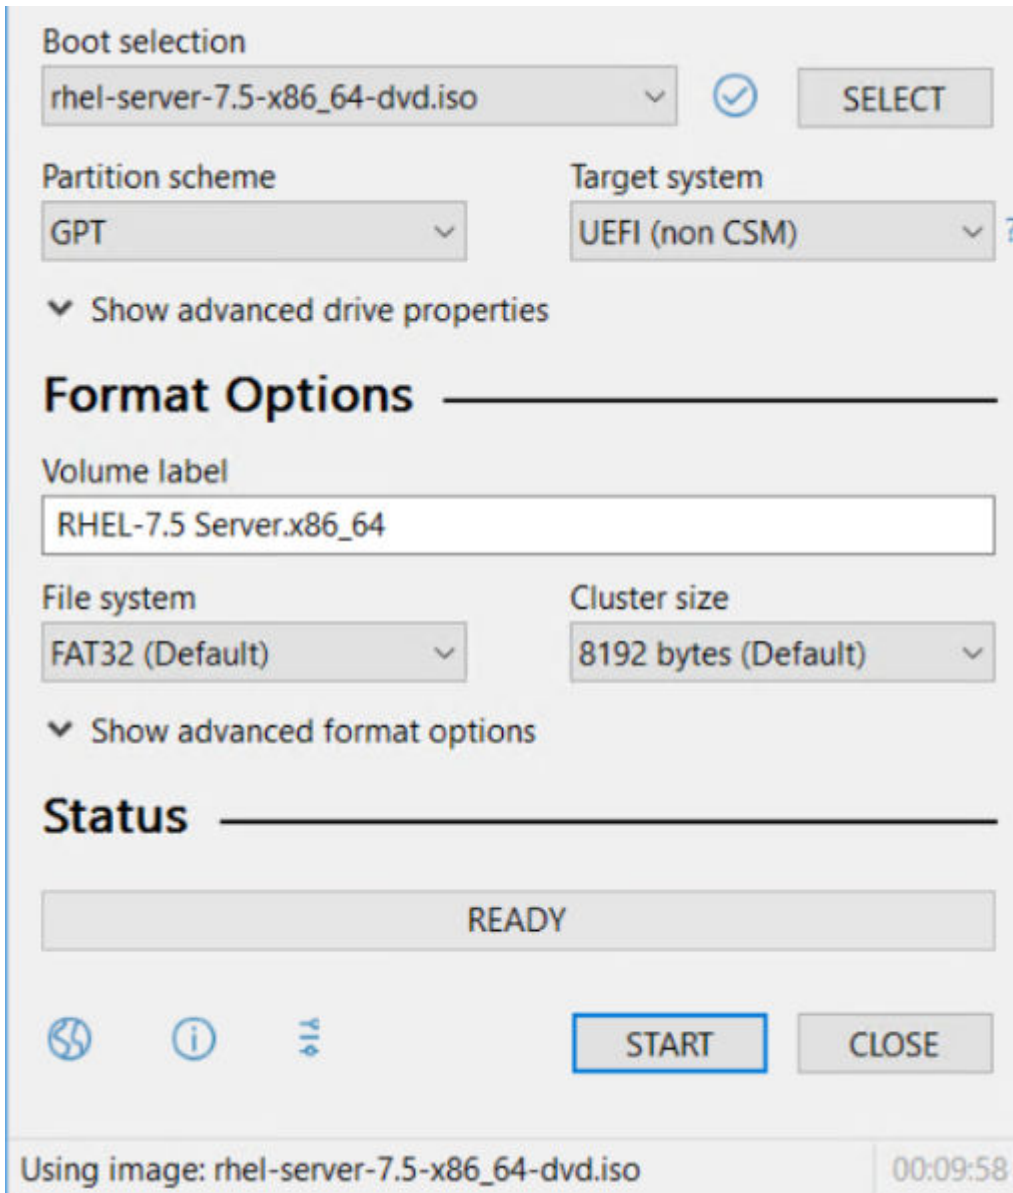 Boot selection
rhel-server-7.5-x86_64-dvd.iso
SELECT
Partition scheme
Target system
GPT
UEFI (non CSM)
?
Show advanced drive properties
Format Options
Volume label
RHEL-7.5 Server.x86_64
File system
Cluster size
FAT32 (Default)
8192 bytes (Default)
Show advanced format options
Status
READY
START
CLOSE
Using image: rhel-server-7.5-x86_64-dvd.iso
00:09:58